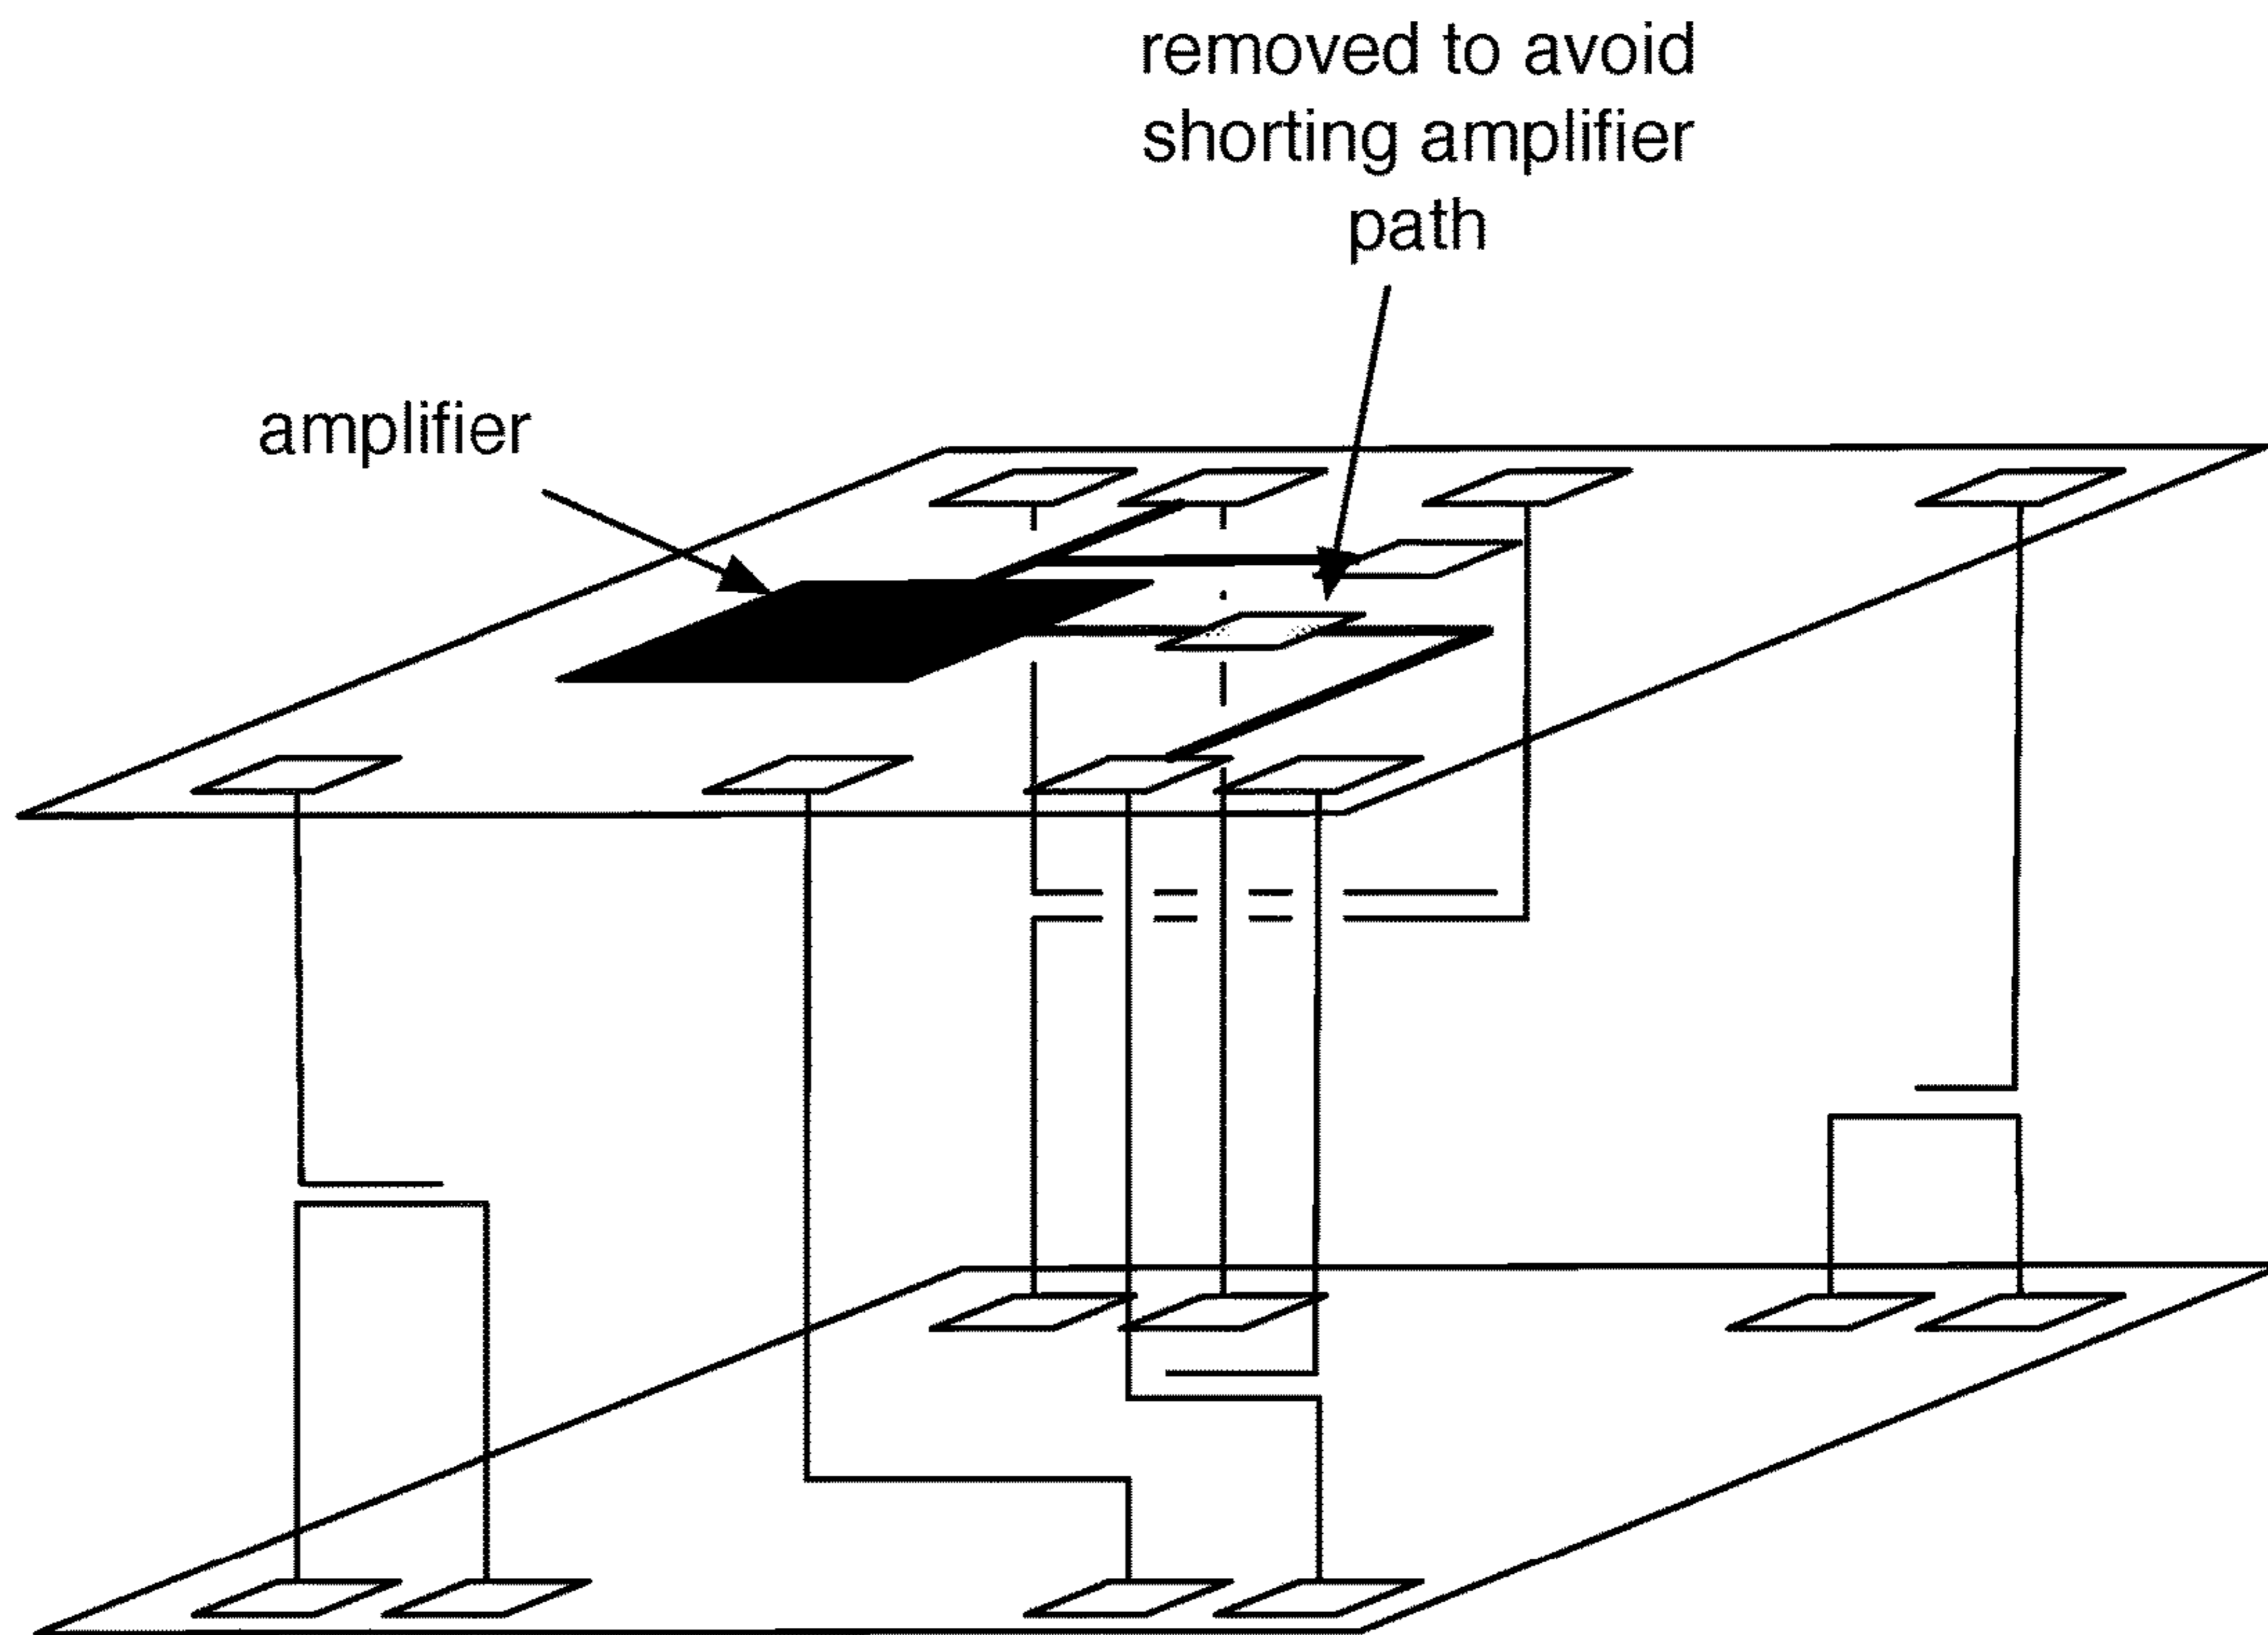 removed to avoid
shorting amplifier
path
amplifier